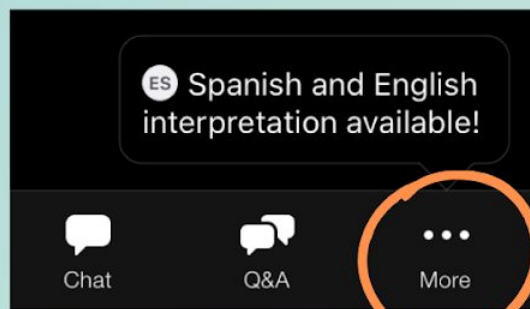 ES Spanish and English
interpretation available!
Chat Q&A More